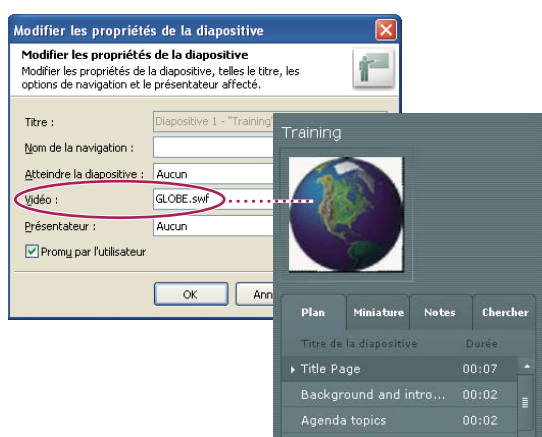 Modifier les propriétés de la diapositive
Modifier les propriétés de la diapositive
Modifier les propriétés de la diapositive, telles le titre, les
options de navigation et le présentateur affecté.
Titre :
Diapositive 1 - "Training"
Nom de la navigation :
Atteindre la diapositive :
Aucun
Vidéo :
GLOBE.swf
Présentateur :
Aucun
Promu par l'utilisateur
OK
Ann
Training
Plan
Miniature
Notes
Chercher
Titre de la diapositive
Durée
Title Page
00:07
Background and intro...
00:02
Agenda topics
00:02